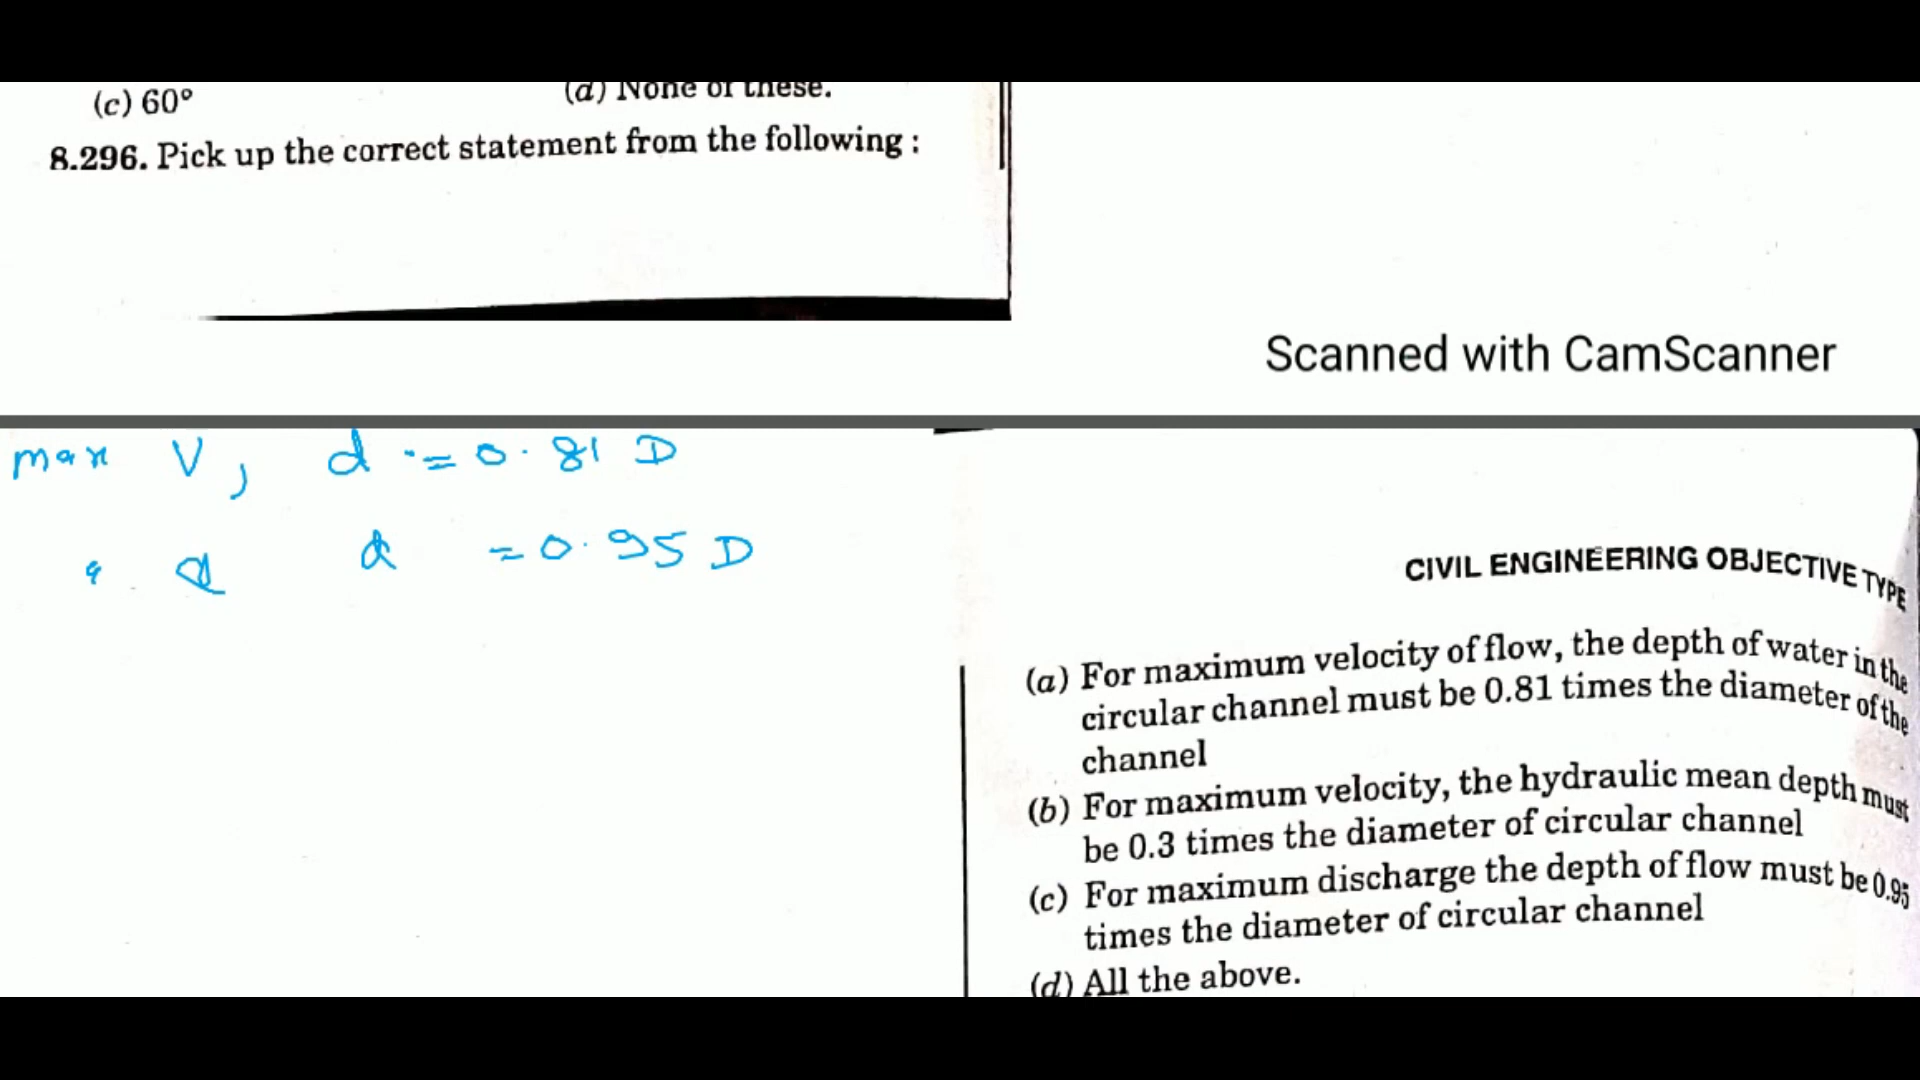 (c) 60°
(d) None of these.
8.296. Pick up the correct statement from the following :
Scanned with CamScanner
max V, d = 0.81 D
" Q d = 0.95 D
CIVIL ENGINEERING OBJECTIVE TYPE
(a) For maximum velocity of flow, the depth of water in the
circular channel must be 0.81 times the diameter of the
channel
(b) For maximum velocity, the hydraulic mean depth must
be 0.3 times the diameter of circular channel
(c) For maximum discharge the depth of flow must be 0.95
times the diameter of circular channel
(d) All the above.